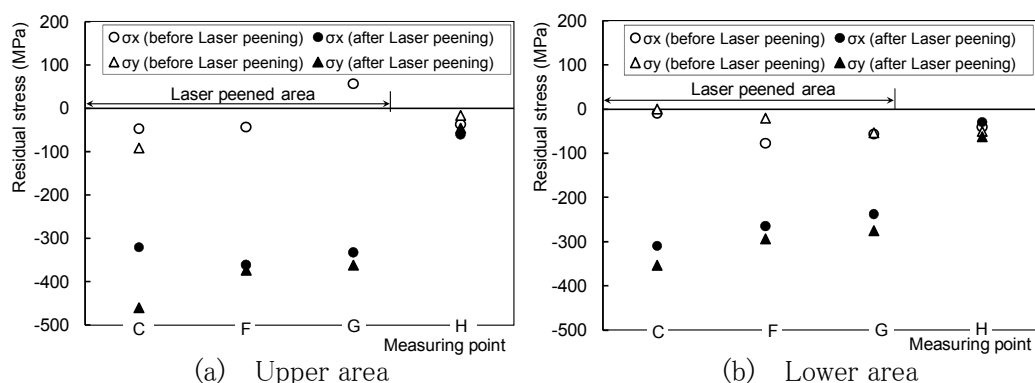 200
100
0
-100
-200
-300
-400
-500
Residual stress (MPa)
σx (before Laser peening) σx (after Laser peening)
σy (before Laser peening) σy (after Laser peening)
Laser peened area
C F G H
Measuring point
(a) Upper area
200
100
0
-100
-200
-300
-400
-500
Residual stress (MPa)
σx (before Laser peening) σx (after Laser peening)
σy (before Laser peening) σy (after Laser peening)
Laser peened area
C F G H
Measuring point
(b) Lower area